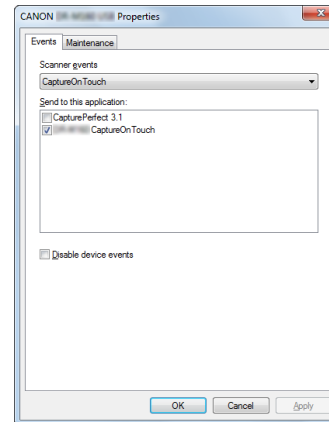 CANON Properties
Events Maintenance
Scanner events
CaptureOnTouch
Send to this application:
CapturePerfect 3.1
CaptureOnTouch
Disable device events
OK Cancel Apply